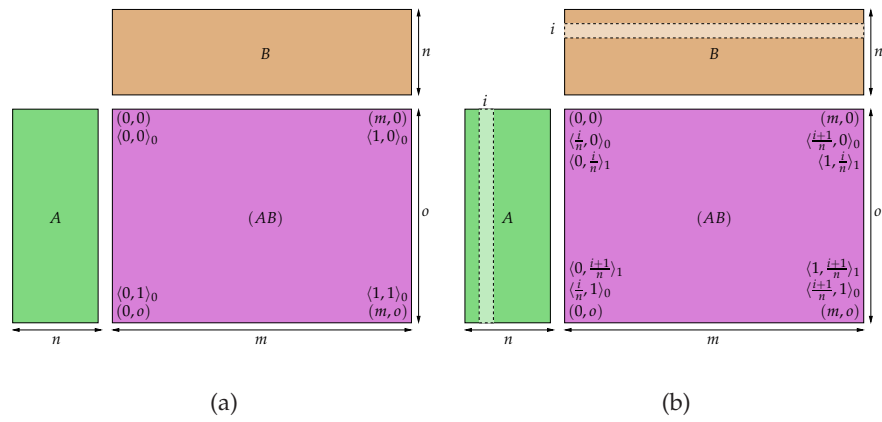 B
n
(0,0) (m,0)
⟨0,0⟩₀ ⟨1,0⟩₀
A
(AB)
o
⟨0,1⟩₀ ⟨1,1⟩₀
(0,o) (m,o)
n
m
(a)
i
B
n
i
(0,0) (m,0)
⟨i/n,0⟩₀ ⟨i+1/n,0⟩₀
⟨0,i/n⟩₁ ⟨1,i/n⟩₁
A
(AB)
o
⟨0,i+1/n⟩₁ ⟨1,i+1/n⟩₁
⟨i/n,1⟩₀ ⟨i+1/n,1⟩₀
(0,o) (m,o)
n
m
(b)